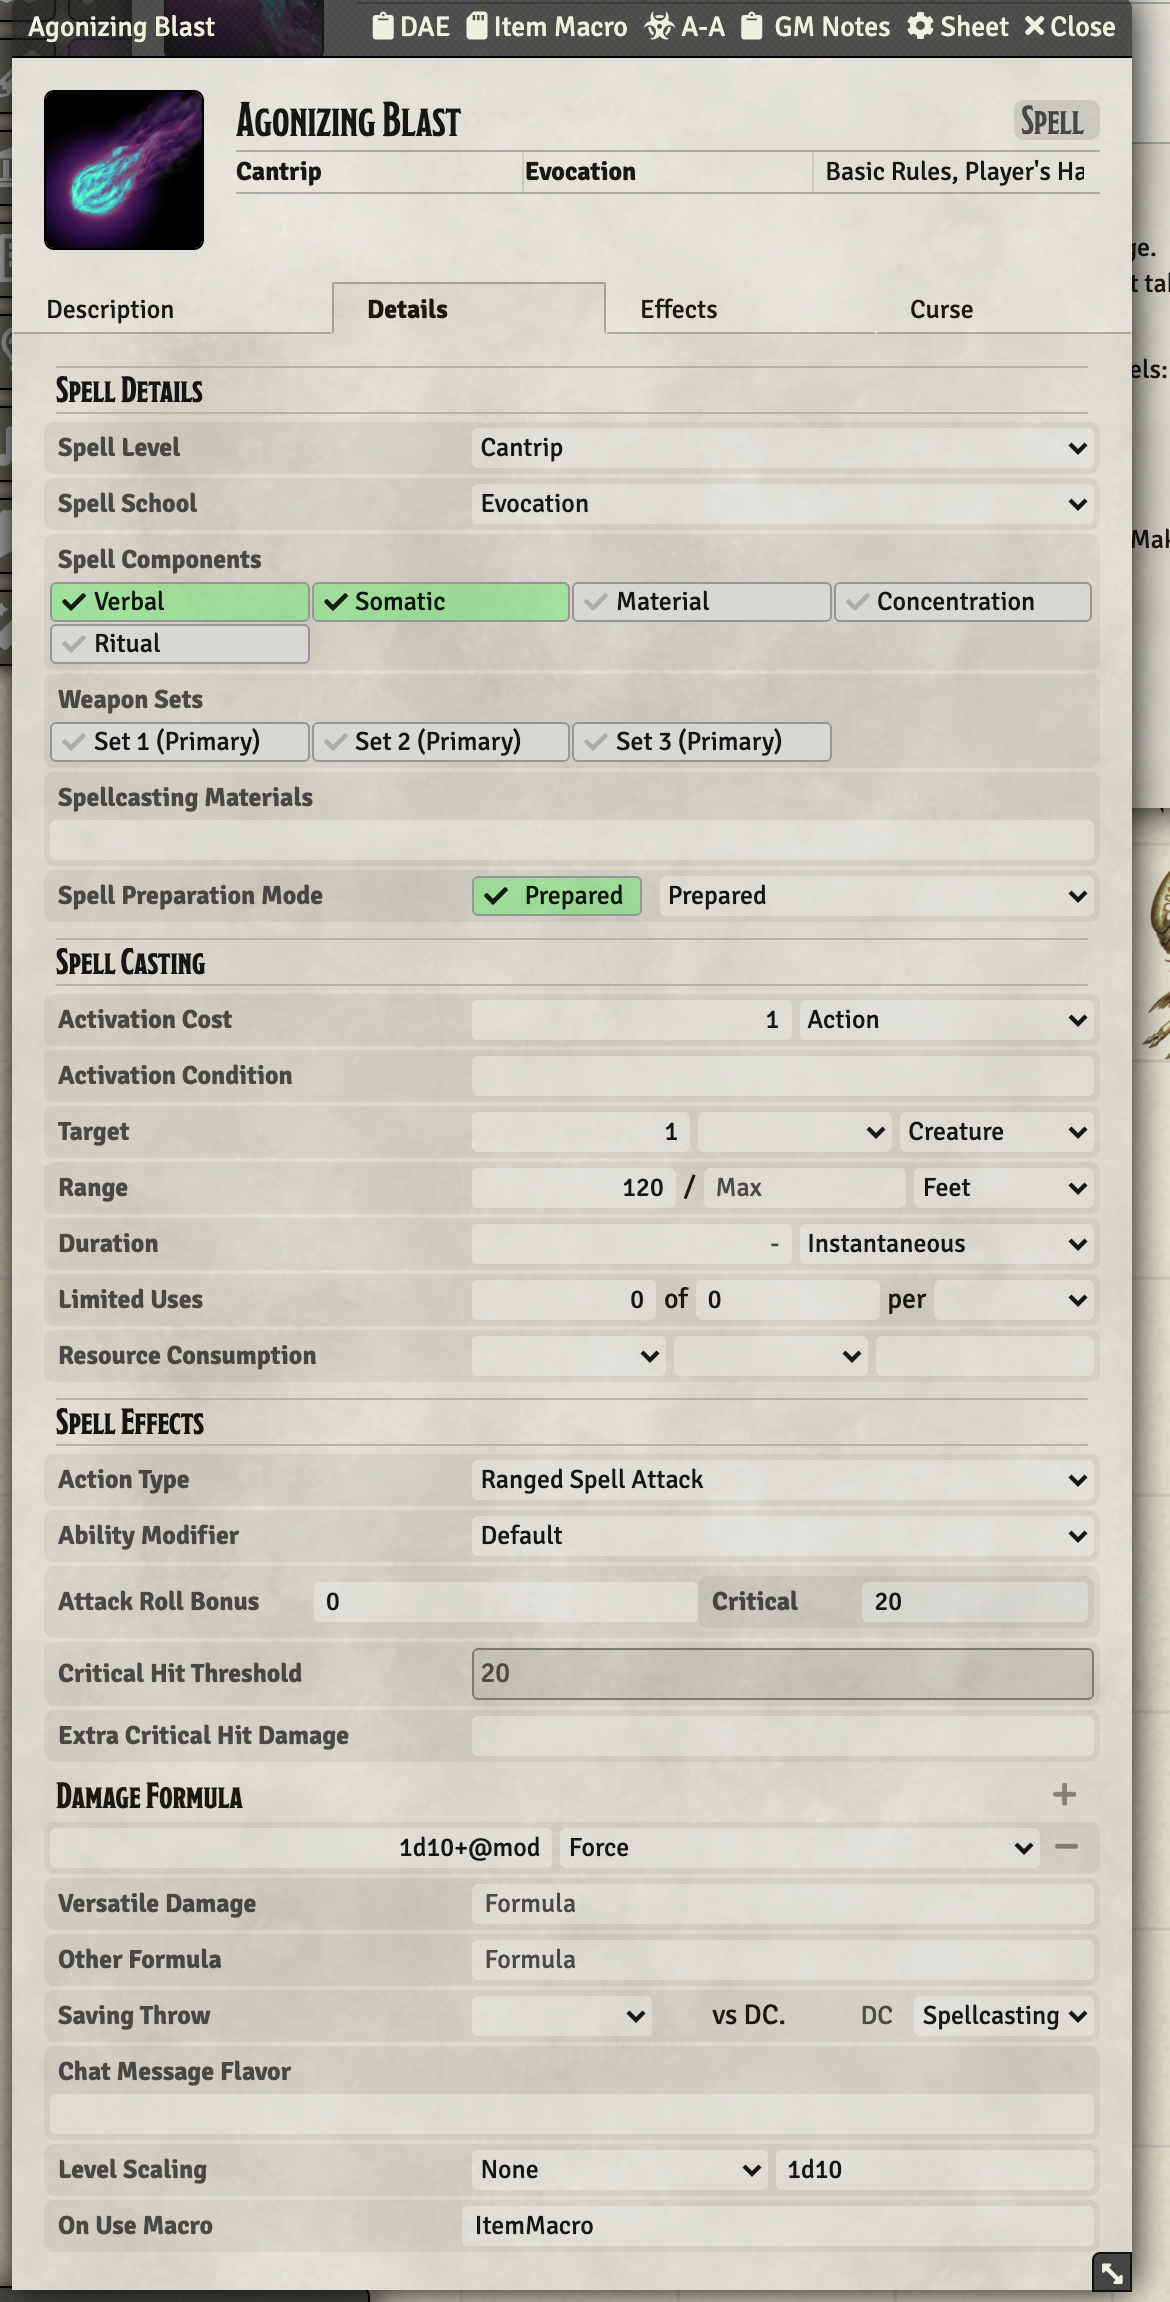 Agonizing Blast DAE Item Macro A-A GM Notes Sheet Close
Agonizing Blast Spell
Cantrip Evocation Basic Rules, Player's Ha
Description Details Effects Curse
Spell Details
Spell Level Cantrip
Spell School Evocation
Spell Components
Verbal Somatic Material Concentration
Ritual
Weapon Sets
Set 1 (Primary) Set 2 (Primary) Set 3 (Primary)
Spellcasting Materials
Spell Preparation Mode Prepared Prepared
Spell Casting
Activation Cost 1 Action
Activation Condition
Target 1 Creature
Range 120 / Max Feet
Duration - Instantaneous
Limited Uses 0 of 0 per
Resource Consumption
Spell Effects
Action Type Ranged Spell Attack
Ability Modifier Default
Attack Roll Bonus 0 Critical 20
Critical Hit Threshold 20
Extra Critical Hit Damage
Damage Formula
1d10+@mod Force
Versatile Damage Formula
Other Formula Formula
Saving Throw vs DC. DC Spellcasting
Chat Message Flavor
Level Scaling None 1d10
On Use Macro ItemMacro